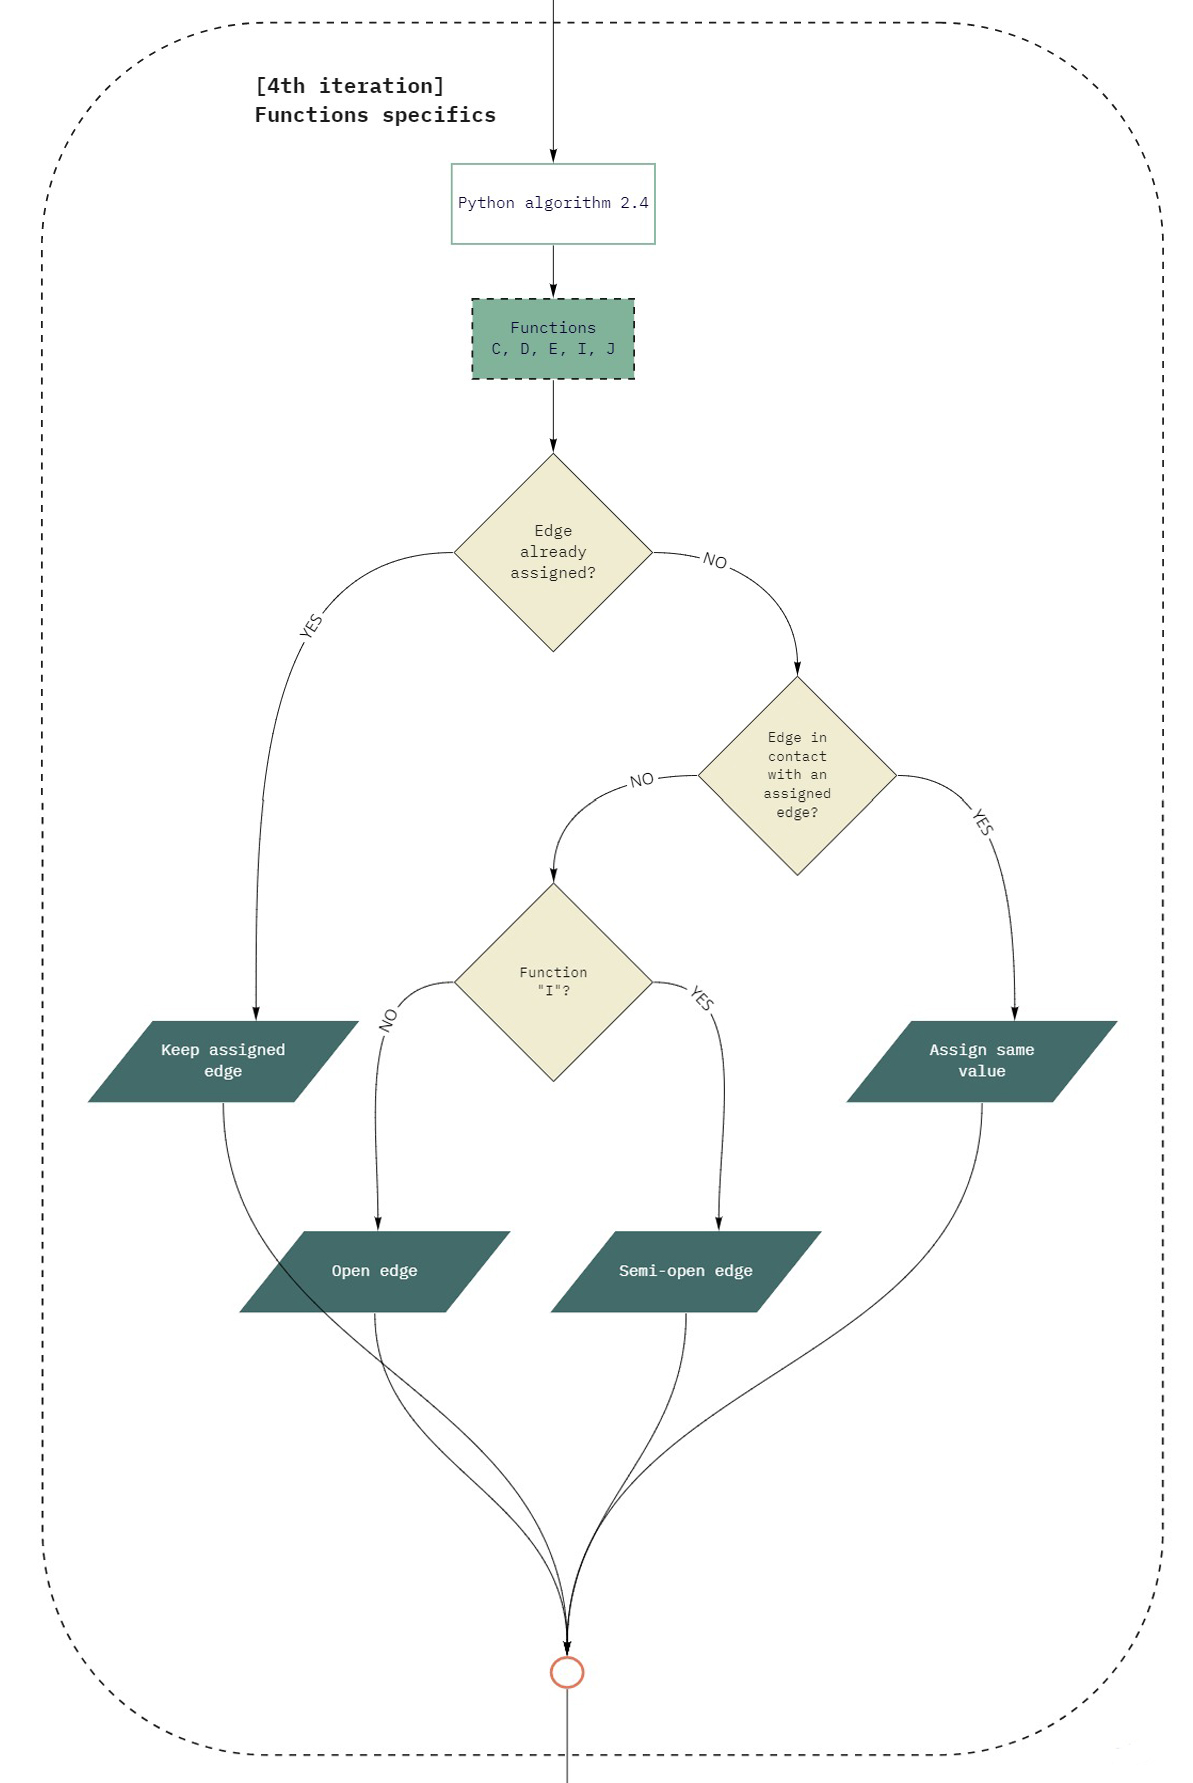 [4th iteration]
Functions specifics
Python algorithm 2.4
Functions
C, D, E, I, J
Edge
already
assigned?
YES
NO
Edge in
contact
with an
assigned
edge?
NO
YES
Function
"I"?
NO
YES
Keep assigned
edge
Assign same
value
Open edge
Semi-open edge